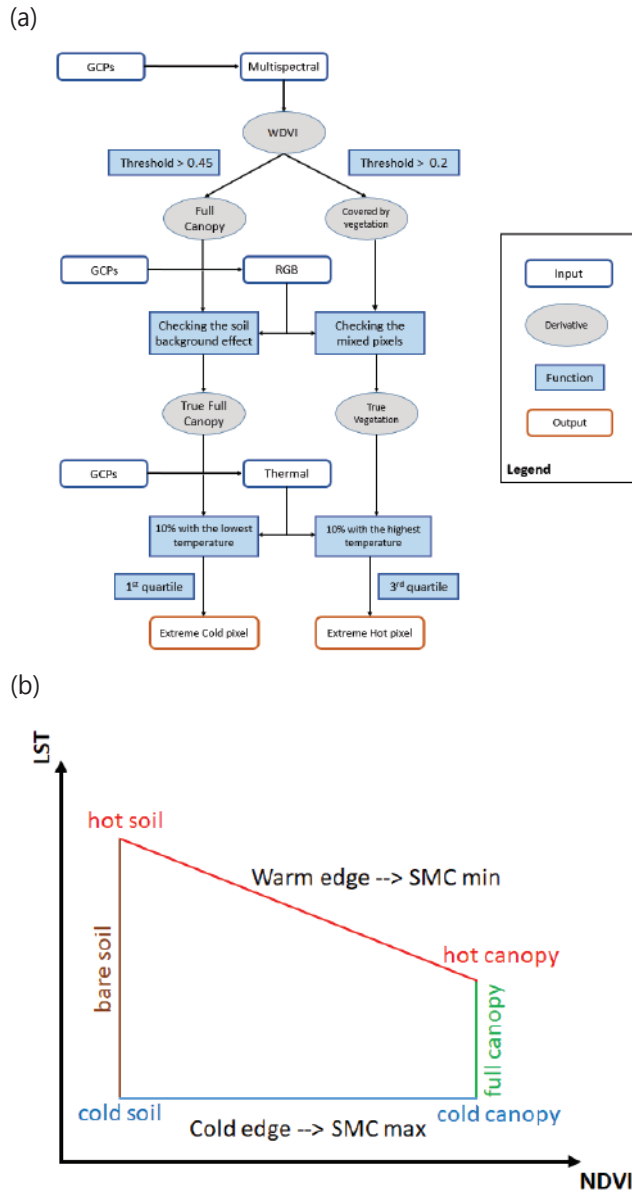 (a)
GCPs
Multispectral
WDVI
Threshold > 0.45
Threshold > 0.2
Full
Canopy
Covered by
vegetation
GCPs
RGB
Checking the soil
background effect
Checking the
mixed pixels
True Full
Canopy
True
Vegetation
GCPs
Thermal
10% with the lowest
temperature
10% with the highest
temperature
1st quartile
3rd quartile
Extreme Cold pixel
Extreme Hot pixel
Input
Derivative
Function
Output
Legend
(b)
LST
hot soil
Warm edge --> SMC min
hot canopy
bare soil
full canopy
cold soil
cold canopy
Cold edge --> SMC max
NDVI